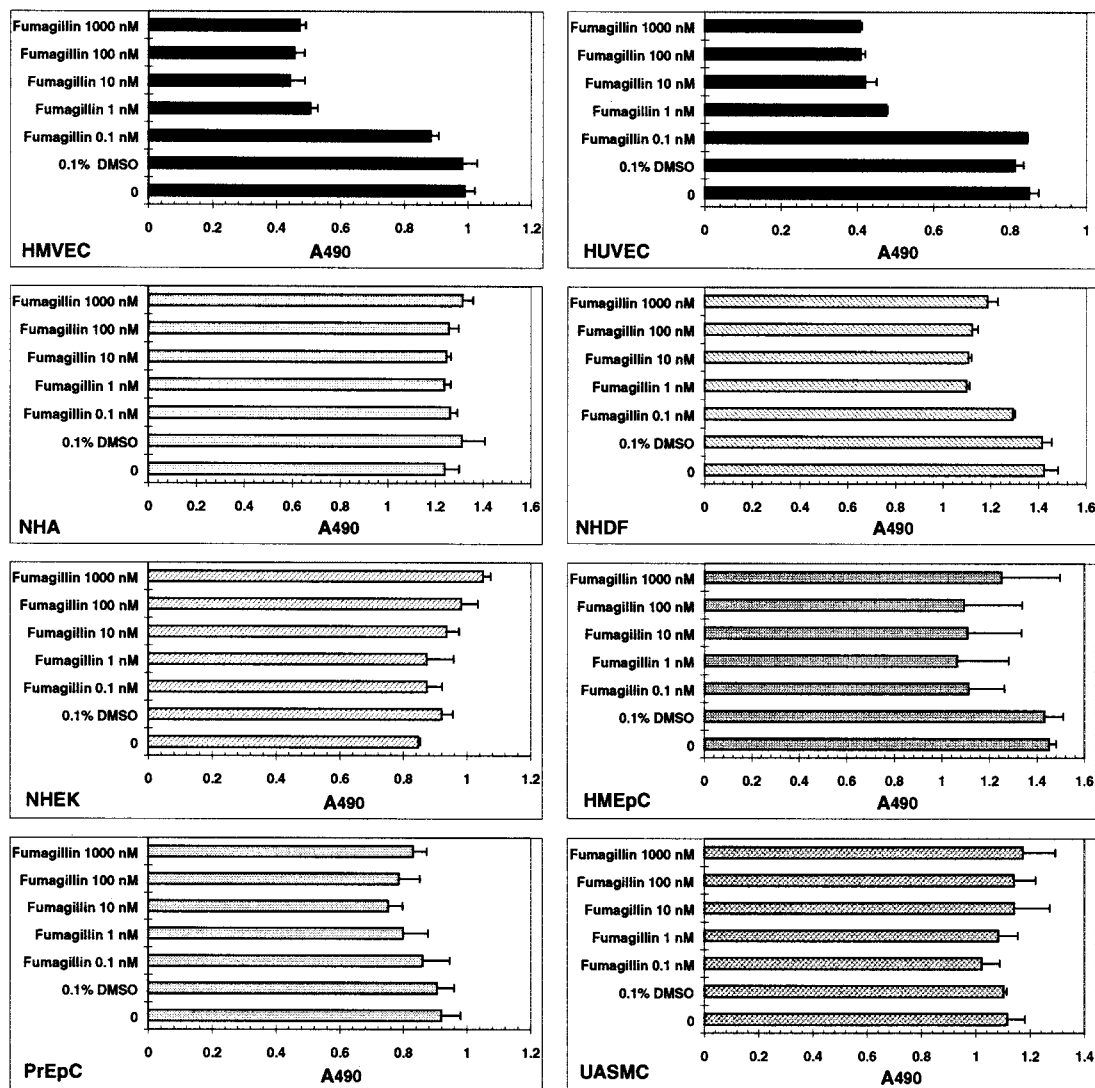 Fumagillin 1000 nM
Fumagillin 100 nM
Fumagillin 10 nM
Fumagillin 1 nM
Fumagillin 0.1 nM
0.1% DMSO
0
0 0.2 0.4 0.6 0.8 1 1.2
HMVEC A490
Fumagillin 1000 nM
Fumagillin 100 nM
Fumagillin 10 nM
Fumagillin 1 nM
Fumagillin 0.1 nM
0.1% DMSO
0
0 0.2 0.4 0.6 0.8 1
HUVEC A490
Fumagillin 1000 nM
Fumagillin 100 nM
Fumagillin 10 nM
Fumagillin 1 nM
Fumagillin 0.1 nM
0.1% DMSO
0
0 0.2 0.4 0.6 0.8 1 1.2 1.4 1.6
NHA A490
Fumagillin 1000 nM
Fumagillin 100 nM
Fumagillin 10 nM
Fumagillin 1 nM
Fumagillin 0.1 nM
0.1% DMSO
0
0 0.2 0.4 0.6 0.8 1 1.2 1.4 1.6
NHDF A490
Fumagillin 1000 nM
Fumagillin 100 nM
Fumagillin 10 nM
Fumagillin 1 nM
Fumagillin 0.1 nM
0.1% DMSO
0
0 0.2 0.4 0.6 0.8 1 1.2
NHEK A490
Fumagillin 1000 nM
Fumagillin 100 nM
Fumagillin 10 nM
Fumagillin 1 nM
Fumagillin 0.1 nM
0.1% DMSO
0
0 0.2 0.4 0.6 0.8 1 1.2 1.4 1.6
HMEpC A490
Fumagillin 1000 nM
Fumagillin 100 nM
Fumagillin 10 nM
Fumagillin 1 nM
Fumagillin 0.1 nM
0.1% DMSO
0
0 0.2 0.4 0.6 0.8 1 1.2
PrEpC A490
Fumagillin 1000 nM
Fumagillin 100 nM
Fumagillin 10 nM
Fumagillin 1 nM
Fumagillin 0.1 nM
0.1% DMSO
0
0 0.2 0.4 0.6 0.8 1 1.2 1.4
UASMC A490